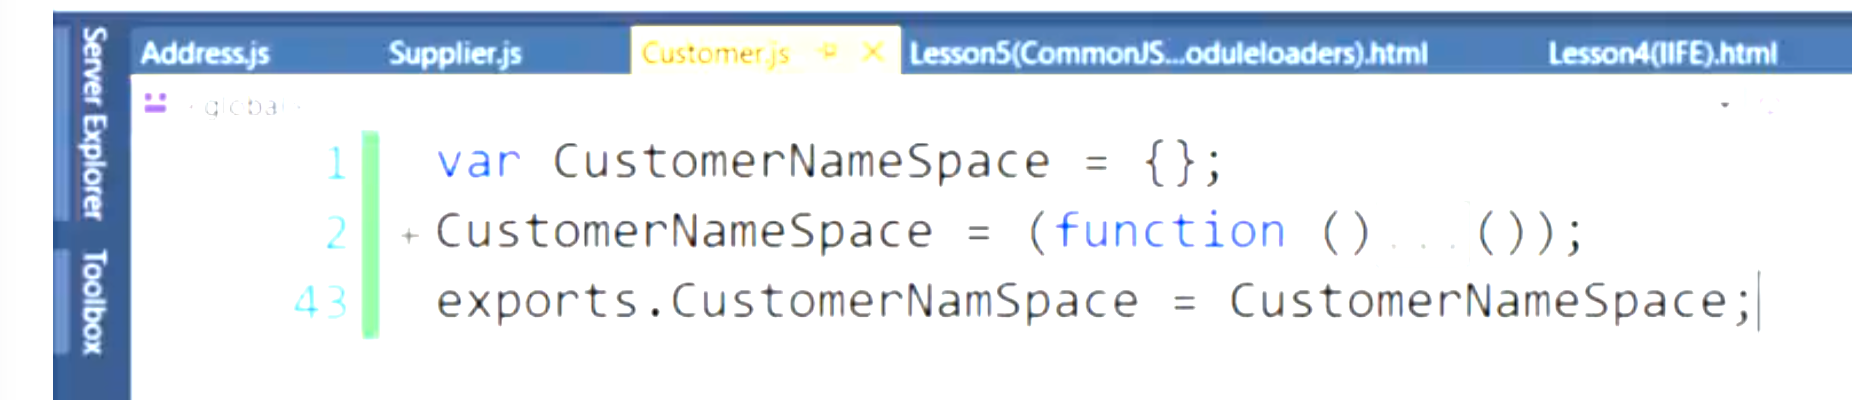 Server Explorer
Toolbox
Address.js Supplier.js Customer.js Lesson5(CommonJS...oduleloaders).html Lesson4(IIFE).html
1 var CustomerNameSpace = {};
2 + CustomerNameSpace = (function ()...());
43 exports.CustomerNamSpace = CustomerNameSpace;